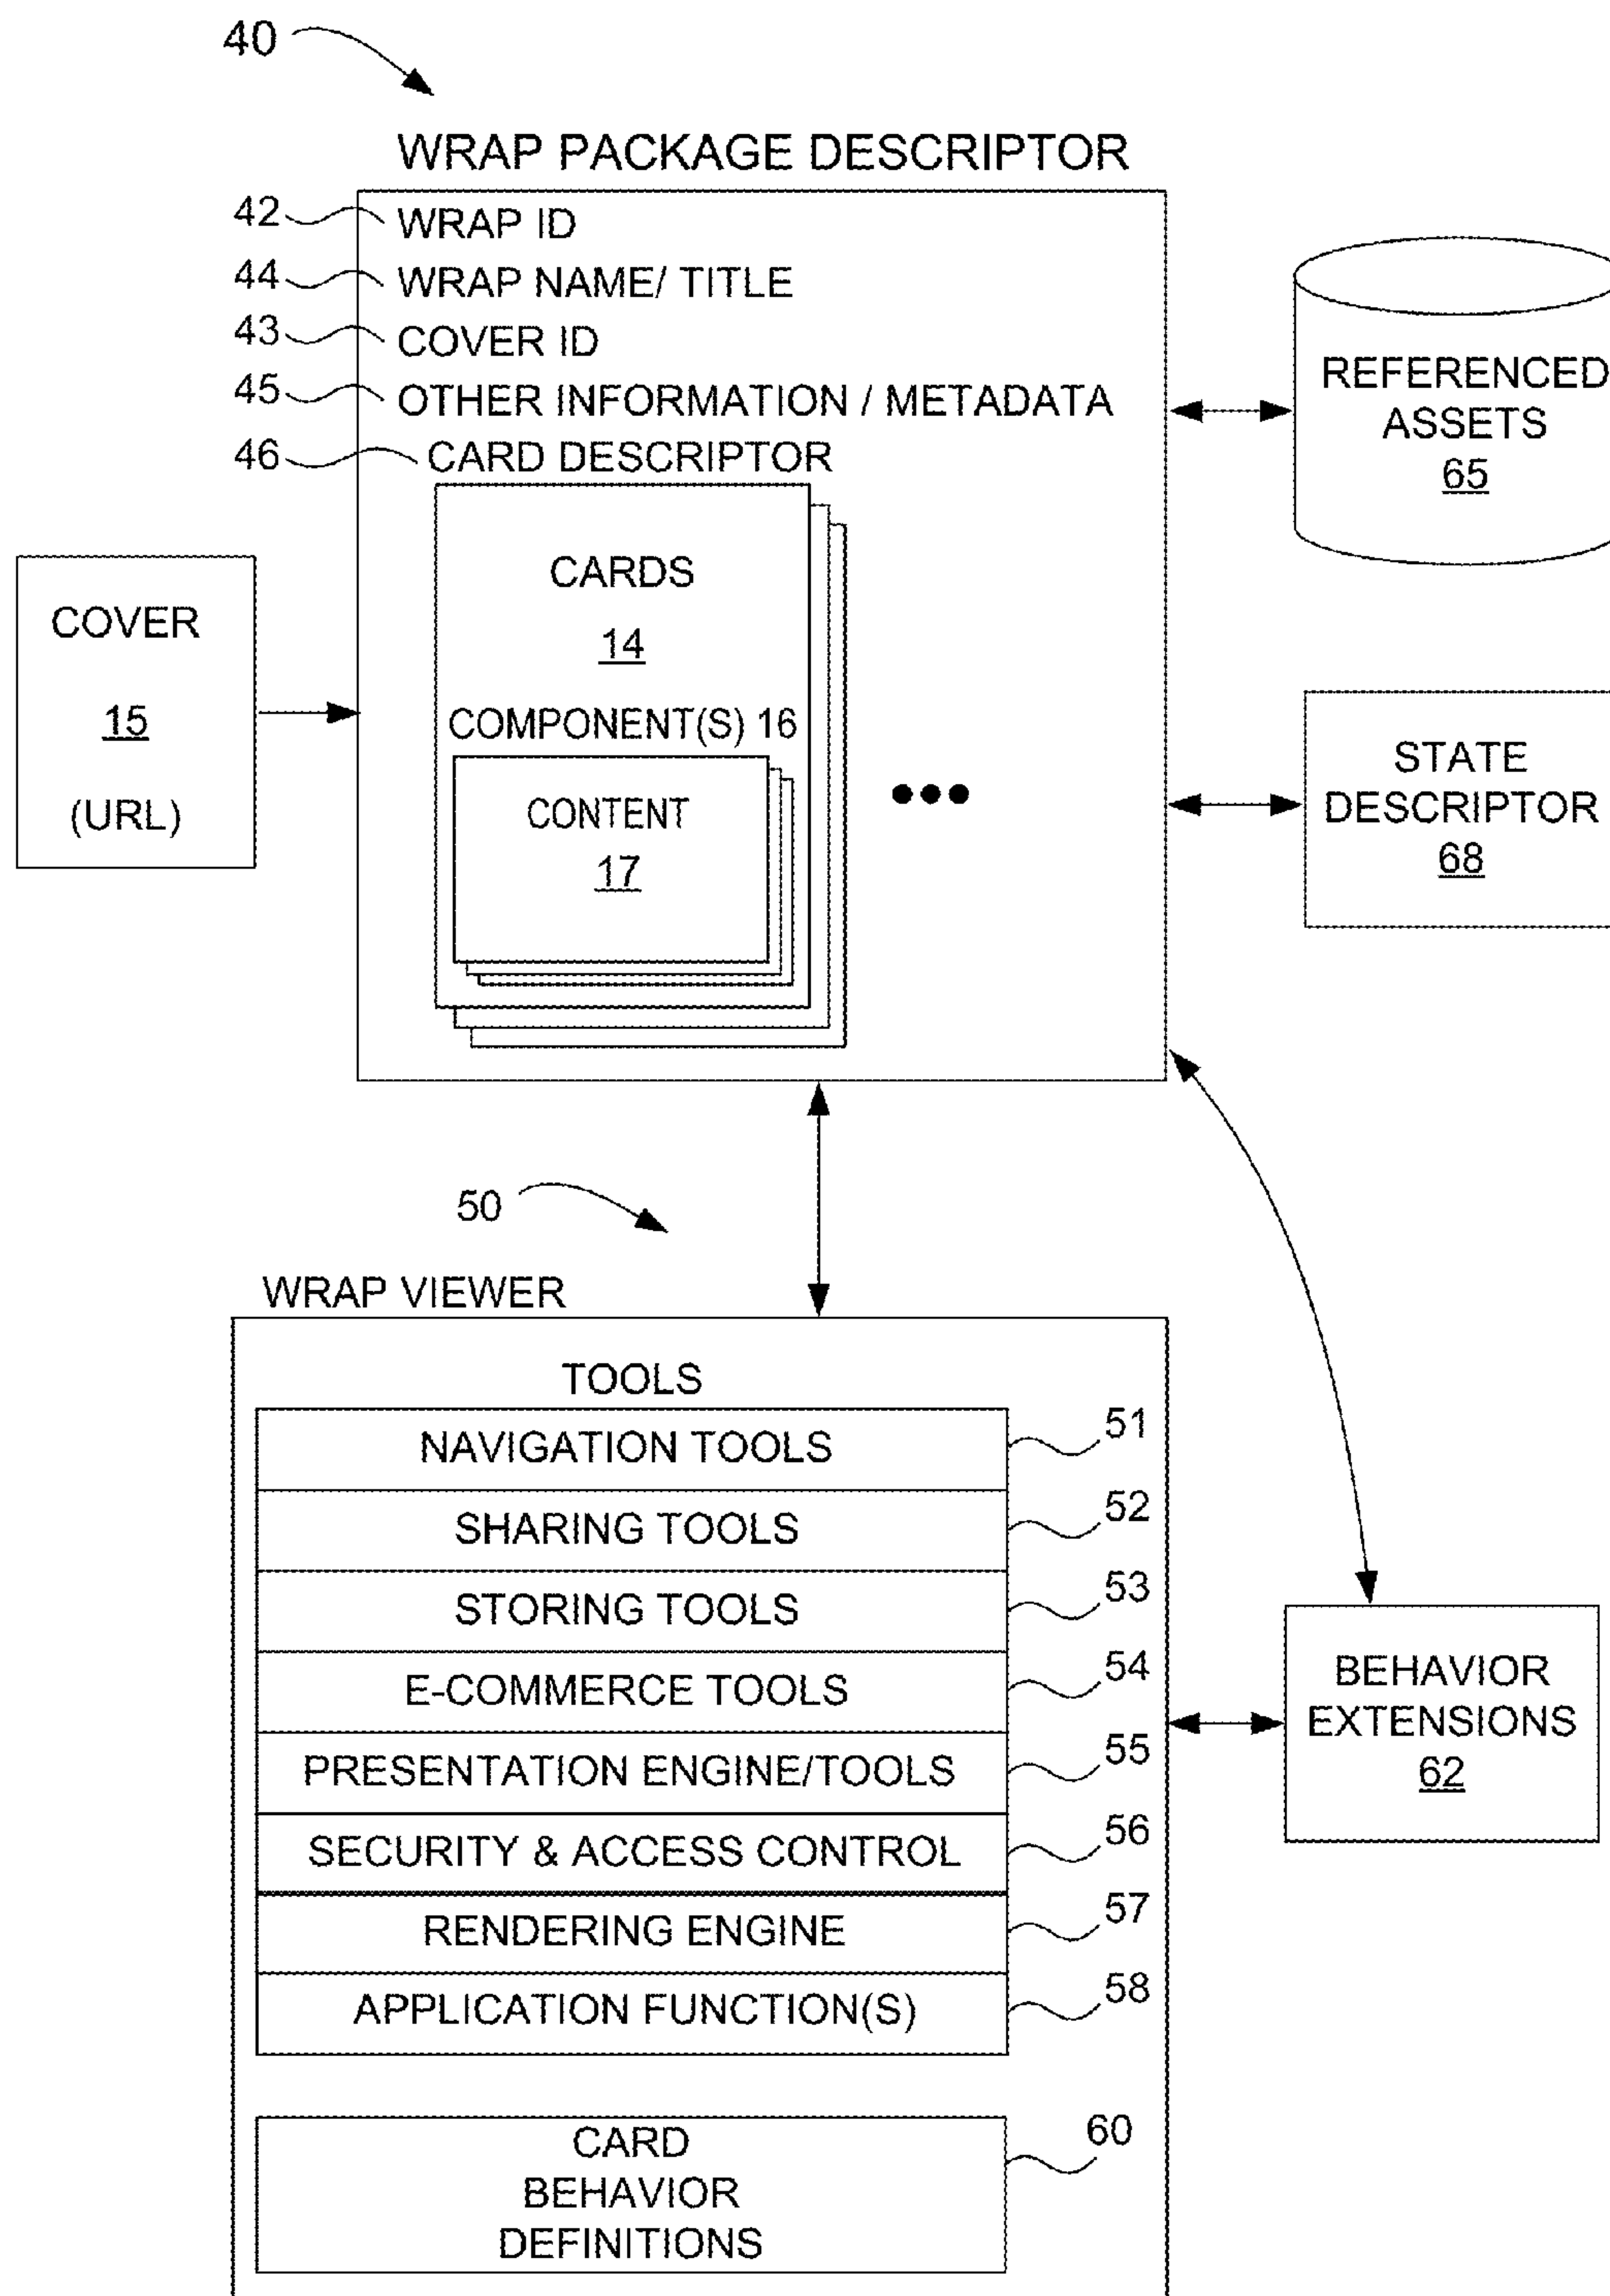 40
WRAP PACKAGE DESCRIPTOR
42 WRAP ID
44 WRAP NAME/ TITLE
43 COVER ID
45 OTHER INFORMATION / METADATA
46 CARD DESCRIPTOR
CARDS
14
COMPONENT(S) 16
CONTENT
17
COVER
15
(URL)
REFERENCED
ASSETS
65
STATE
DESCRIPTOR
68
50
WRAP VIEWER
TOOLS
NAVIGATION TOOLS 51
SHARING TOOLS 52
STORING TOOLS 53
E-COMMERCE TOOLS 54
PRESENTATION ENGINE/TOOLS 55
SECURITY & ACCESS CONTROL 56
RENDERING ENGINE 57
APPLICATION FUNCTION(S) 58
CARD
BEHAVIOR
DEFINITIONS
60
BEHAVIOR
EXTENSIONS
62